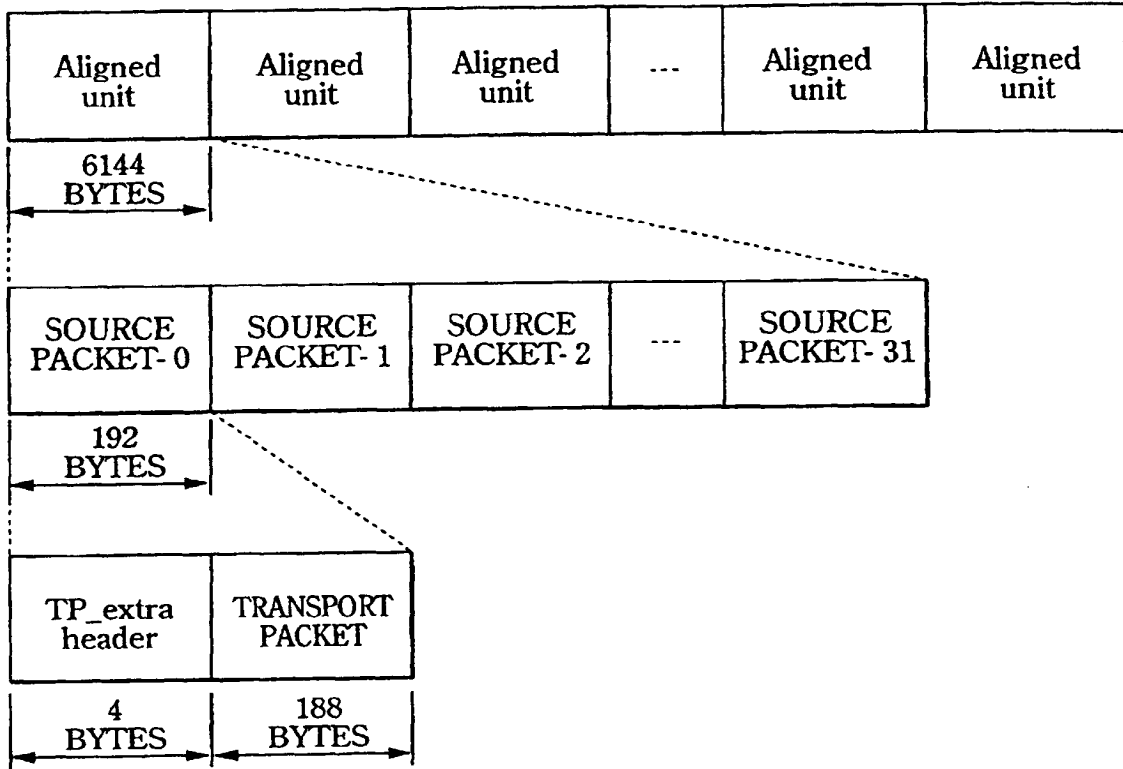 Aligned unit
Aligned unit
Aligned unit
---
Aligned unit
Aligned unit
6144
BYTES
SOURCE PACKET- 0
SOURCE PACKET- 1
SOURCE PACKET- 2
---
SOURCE PACKET- 31
192
BYTES
TP_extra header
TRANSPORT PACKET
4
BYTES
188
BYTES